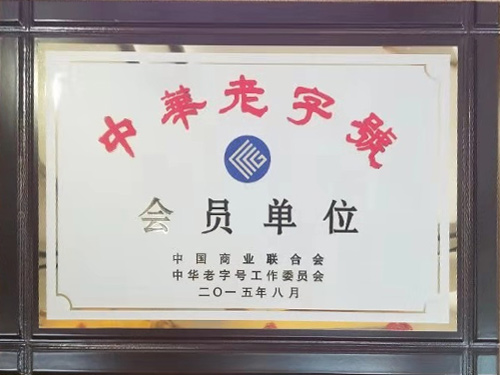 中華老字號
会员单位
中国商业联合会
中华老字号工作委员会
二〇一五年八月